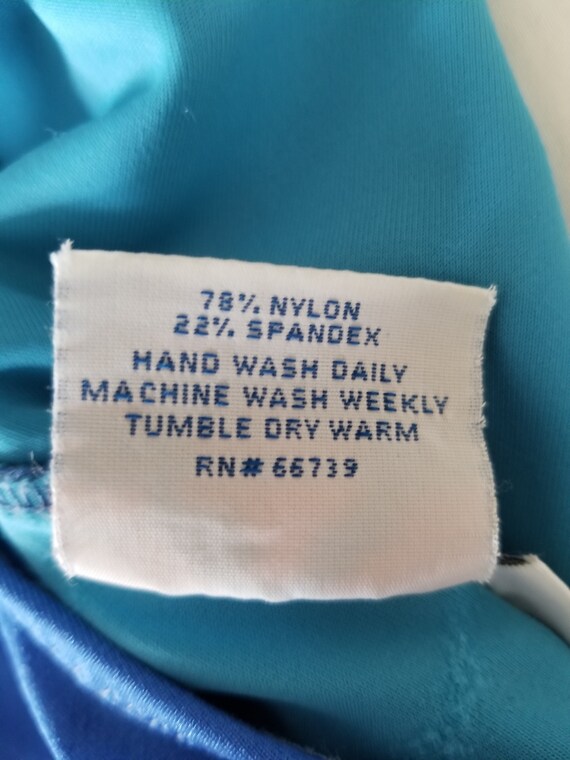 78% NYLON
22% SPANDEX
HAND WASH DAILY
MACHINE WASH WEEKLY
TUMBLE DRY WARM
RN# 66739